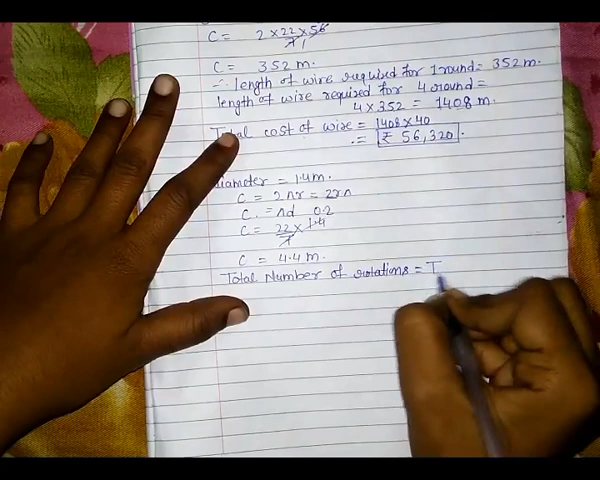 C = 2 × 22 × 56
7 1
C = 352 m.
∴ length of wire required for 1 round = 352 m.
length of wire required for 4 round =
4 × 352 = 1408 m.
Total cost of wire = 1408 × 40
.= ₹ 56,320.
Diameter = 1.4 m.
C = 2πr = 2rπ
C = πd 0.2
C = 22 × 1.4
7
C = 4.4 m.
Total Number of rotations = T